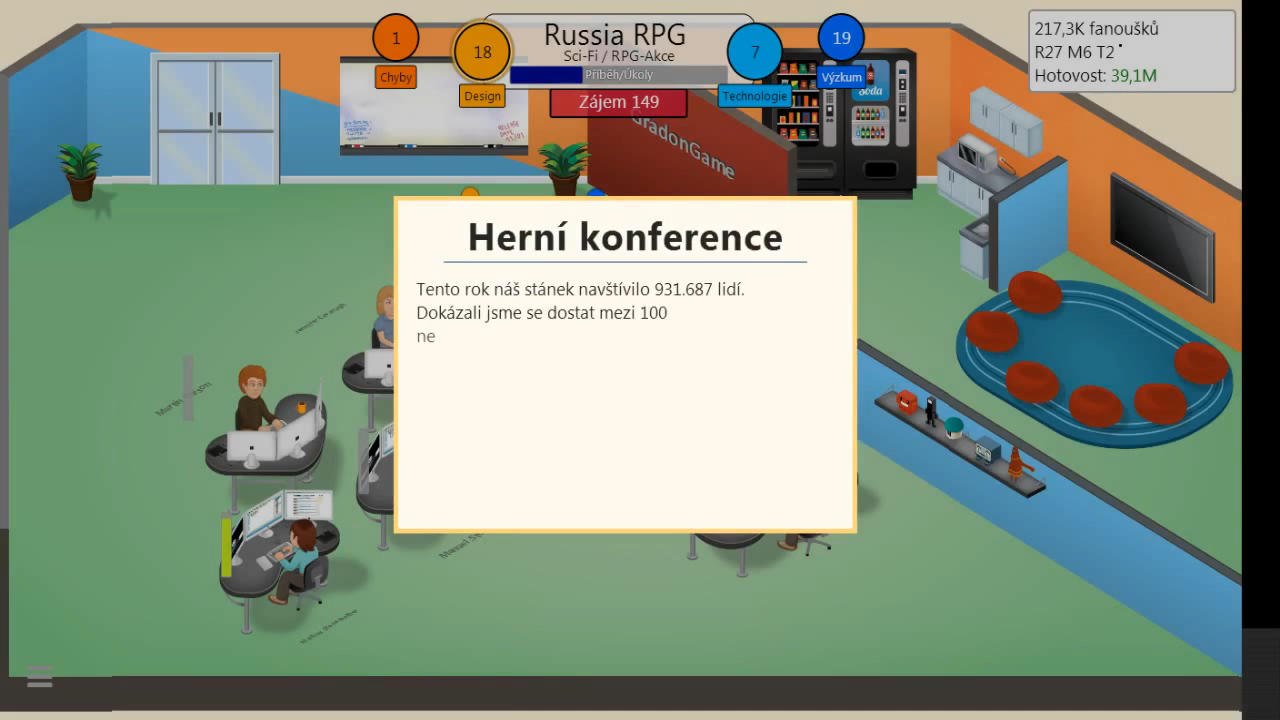 1
Chyby
18
Design
Russia RPG
Sci-Fi / RPG-Akce
Příběh/Úkoly
Zájem 149
7
Technologie
19
Výzkum
217,3K fanoušků
R27 M6 T2
Hotovost: 39,1M
RELEASE
DATE
Soda
GradonGame
Herní konference
Tento rok náš stánek navštívilo 931.687 lidí.
Dokázali jsme se dostat mezi 100
ne